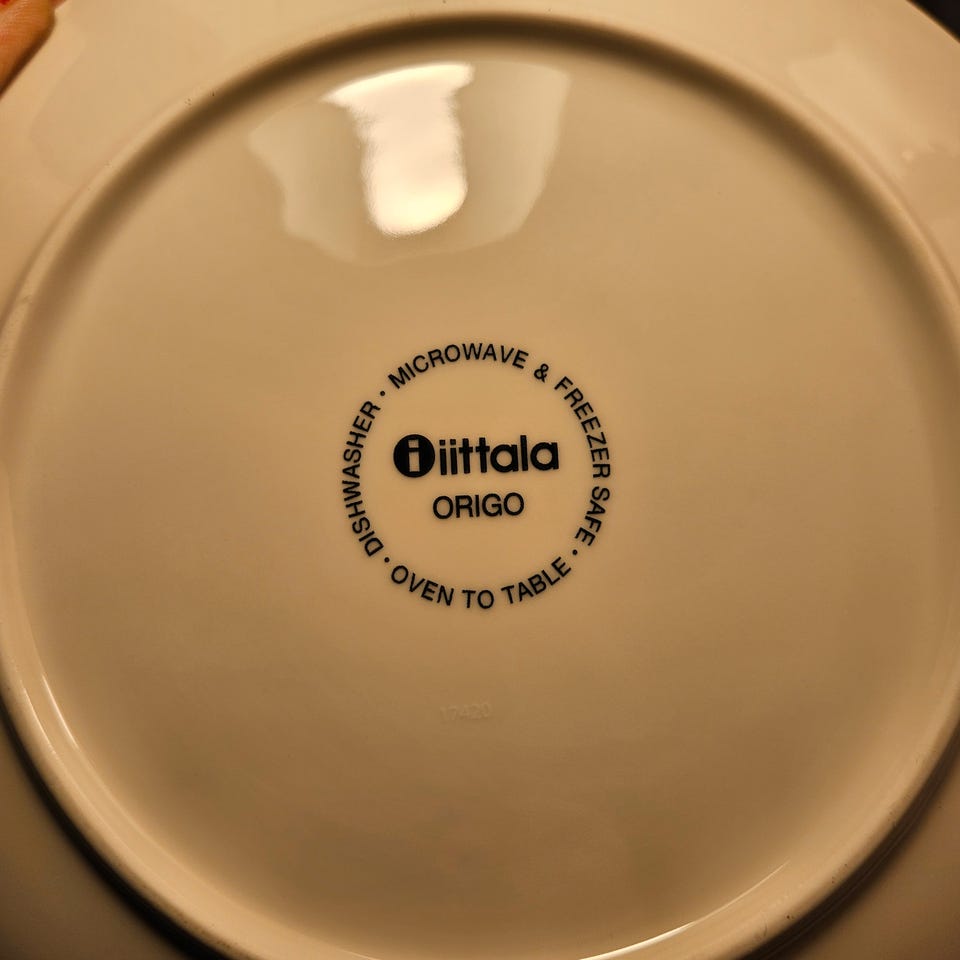 DISHWASHER · MICROWAVE & FREEZER SAFE · OVEN TO TABLE ·
i iittala
ORIGO
17420